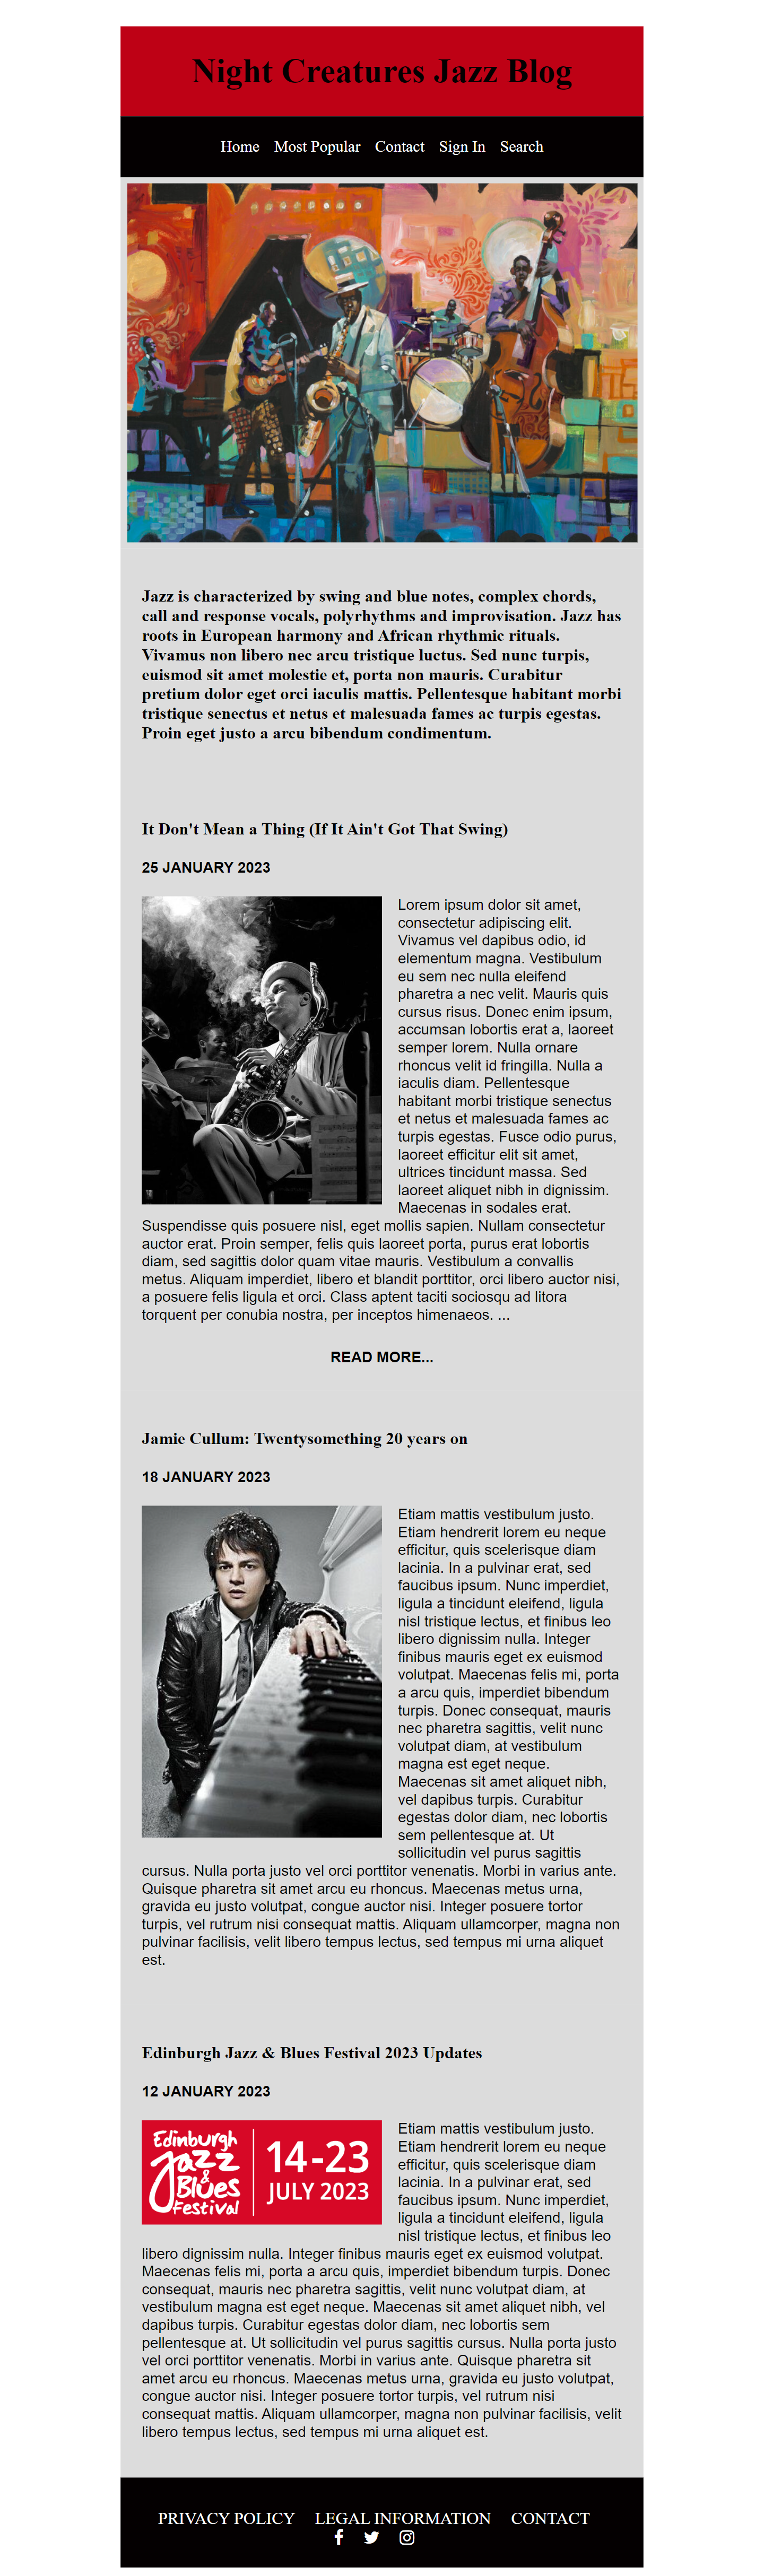 Night Creatures Jazz Blog
Home Most Popular Contact Sign In Search
Jazz is characterized by swing and blue notes, complex chords,
call and response vocals, polyrhythms and improvisation. Jazz has
roots in European harmony and African rhythmic rituals.
Vivamus non libero nec arcu tristique luctus. Sed nunc turpis,
euismod sit amet molestie et, porta non mauris. Curabitur
pretium dolor eget orci iaculis mattis. Pellentesque habitant morbi
tristique senectus et netus et malesuada fames ac turpis egestas.
Proin eget justo a arcu bibendum condimentum.
It Don't Mean a Thing (If It Ain't Got That Swing)
25 JANUARY 2023
Lorem ipsum dolor sit amet,
consectetur adipiscing elit.
Vivamus vel dapibus odio, id
elementum magna. Vestibulum
eu sem nec nulla eleifend
pharetra a nec velit. Mauris quis
cursus risus. Donec enim ipsum,
accumsan lobortis erat a, laoreet
semper lorem. Nulla ornare
rhoncus velit id fringilla. Nulla a
iaculis diam. Pellentesque
habitant morbi tristique senectus
et netus et malesuada fames ac
turpis egestas. Fusce odio purus,
laoreet efficitur elit sit amet,
ultrices tincidunt massa. Sed
laoreet aliquet nibh in dignissim.
Maecenas in sodales erat.
Suspendisse quis posuere nisl, eget mollis sapien. Nullam consectetur
auctor erat. Proin semper, felis quis laoreet porta, purus erat lobortis
diam, sed sagittis dolor quam vitae mauris. Vestibulum a convallis
metus. Aliquam imperdiet, libero et blandit porttitor, orci libero auctor nisi,
a posuere felis ligula et orci. Class aptent taciti sociosqu ad litora
torquent per conubia nostra, per inceptos himenaeos. ...
READ MORE...
Jamie Cullum: Twentysomething 20 years on
18 JANUARY 2023
Etiam mattis vestibulum justo.
Etiam hendrerit lorem eu neque
efficitur, quis scelerisque diam
lacinia. In a pulvinar erat, sed
faucibus ipsum. Nunc imperdiet,
ligula a tincidunt eleifend, ligula
nisl tristique lectus, et finibus leo
libero dignissim nulla. Integer
finibus mauris eget ex euismod
volutpat. Maecenas felis mi, porta
a arcu quis, imperdiet bibendum
turpis. Donec consequat, mauris
nec pharetra sagittis, velit nunc
volutpat diam, at vestibulum
magna est eget neque.
Maecenas sit amet aliquet nibh,
vel dapibus turpis. Curabitur
egestas dolor diam, nec lobortis
sem pellentesque at. Ut
sollicitudin vel purus sagittis
cursus. Nulla porta justo vel orci porttitor venenatis. Morbi in varius ante.
Quisque pharetra sit amet arcu eu rhoncus. Maecenas metus urna,
gravida eu justo volutpat, congue auctor nisi. Integer posuere tortor
turpis, vel rutrum nisi consequat mattis. Aliquam ullamcorper, magna non
pulvinar facilisis, velit libero tempus lectus, sed tempus mi urna aliquet
est.
Edinburgh Jazz & Blues Festival 2023 Updates
12 JANUARY 2023
Edinburgh
Jazz
&
Blues
Festival
14-23
JULY 2023
Etiam mattis vestibulum justo.
Etiam hendrerit lorem eu neque
efficitur, quis scelerisque diam
lacinia. In a pulvinar erat, sed
faucibus ipsum. Nunc imperdiet,
ligula a tincidunt eleifend, ligula
nisl tristique lectus, et finibus leo
libero dignissim nulla. Integer finibus mauris eget ex euismod volutpat.
Maecenas felis mi, porta a arcu quis, imperdiet bibendum turpis. Donec
consequat, mauris nec pharetra sagittis, velit nunc volutpat diam, at
vestibulum magna est eget neque. Maecenas sit amet aliquet nibh, vel
dapibus turpis. Curabitur egestas dolor diam, nec lobortis sem
pellentesque at. Ut sollicitudin vel purus sagittis cursus. Nulla porta justo
vel orci porttitor venenatis. Morbi in varius ante. Quisque pharetra sit
amet arcu eu rhoncus. Maecenas metus urna, gravida eu justo volutpat,
congue auctor nisi. Integer posuere tortor turpis, vel rutrum nisi
consequat mattis. Aliquam ullamcorper, magna non pulvinar facilisis, velit
libero tempus lectus, sed tempus mi urna aliquet est.
PRIVACY POLICY LEGAL INFORMATION CONTACT